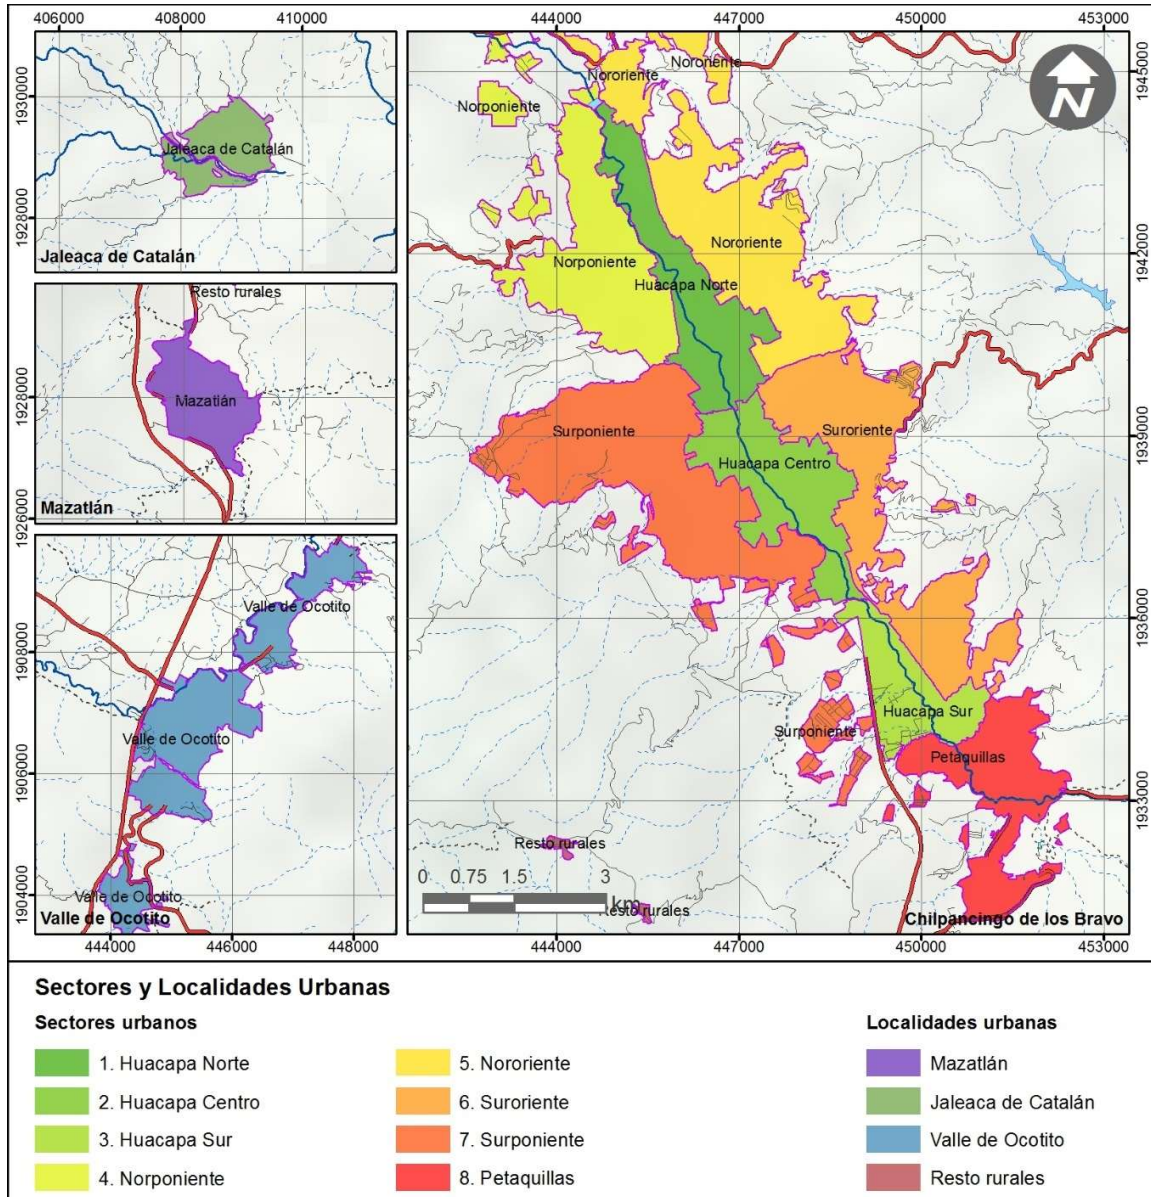 406000 408000 410000
1930000
1928000
Jaleaca de Catalán
Jaleaca de Catalán
Resto rurales
1928000
1926000
Mazatlán
Mazatlán
Valle de Ocotito
Valle de Ocotito
Valle de Ocotito
1908000
1906000
1904000
Valle de Ocotito
444000 446000 448000
444000 447000 450000 453000
1945000
1942000
1939000
1936000
1933000
N
Nororiente
Nororiente
Norponiente
Nororiente
Norponiente
Huacapa Norte
Surponiente
Suroriente
Huacapa Centro
Huacapa Sur
Surponiente
Petaquillas
Resto rurales
0 0.75 1.5 3
km
Resto rurales
Chilpancingo de los Bravo
444000 447000 450000 453000
Sectores y Localidades Urbanas
Sectores urbanos
1. Huacapa Norte
2. Huacapa Centro
3. Huacapa Sur
4. Norponiente
5. Nororiente
6. Suroriente
7. Surponiente
8. Petaquillas
Localidades urbanas
Mazatlán
Jaleaca de Catalán
Valle de Ocotito
Resto rurales